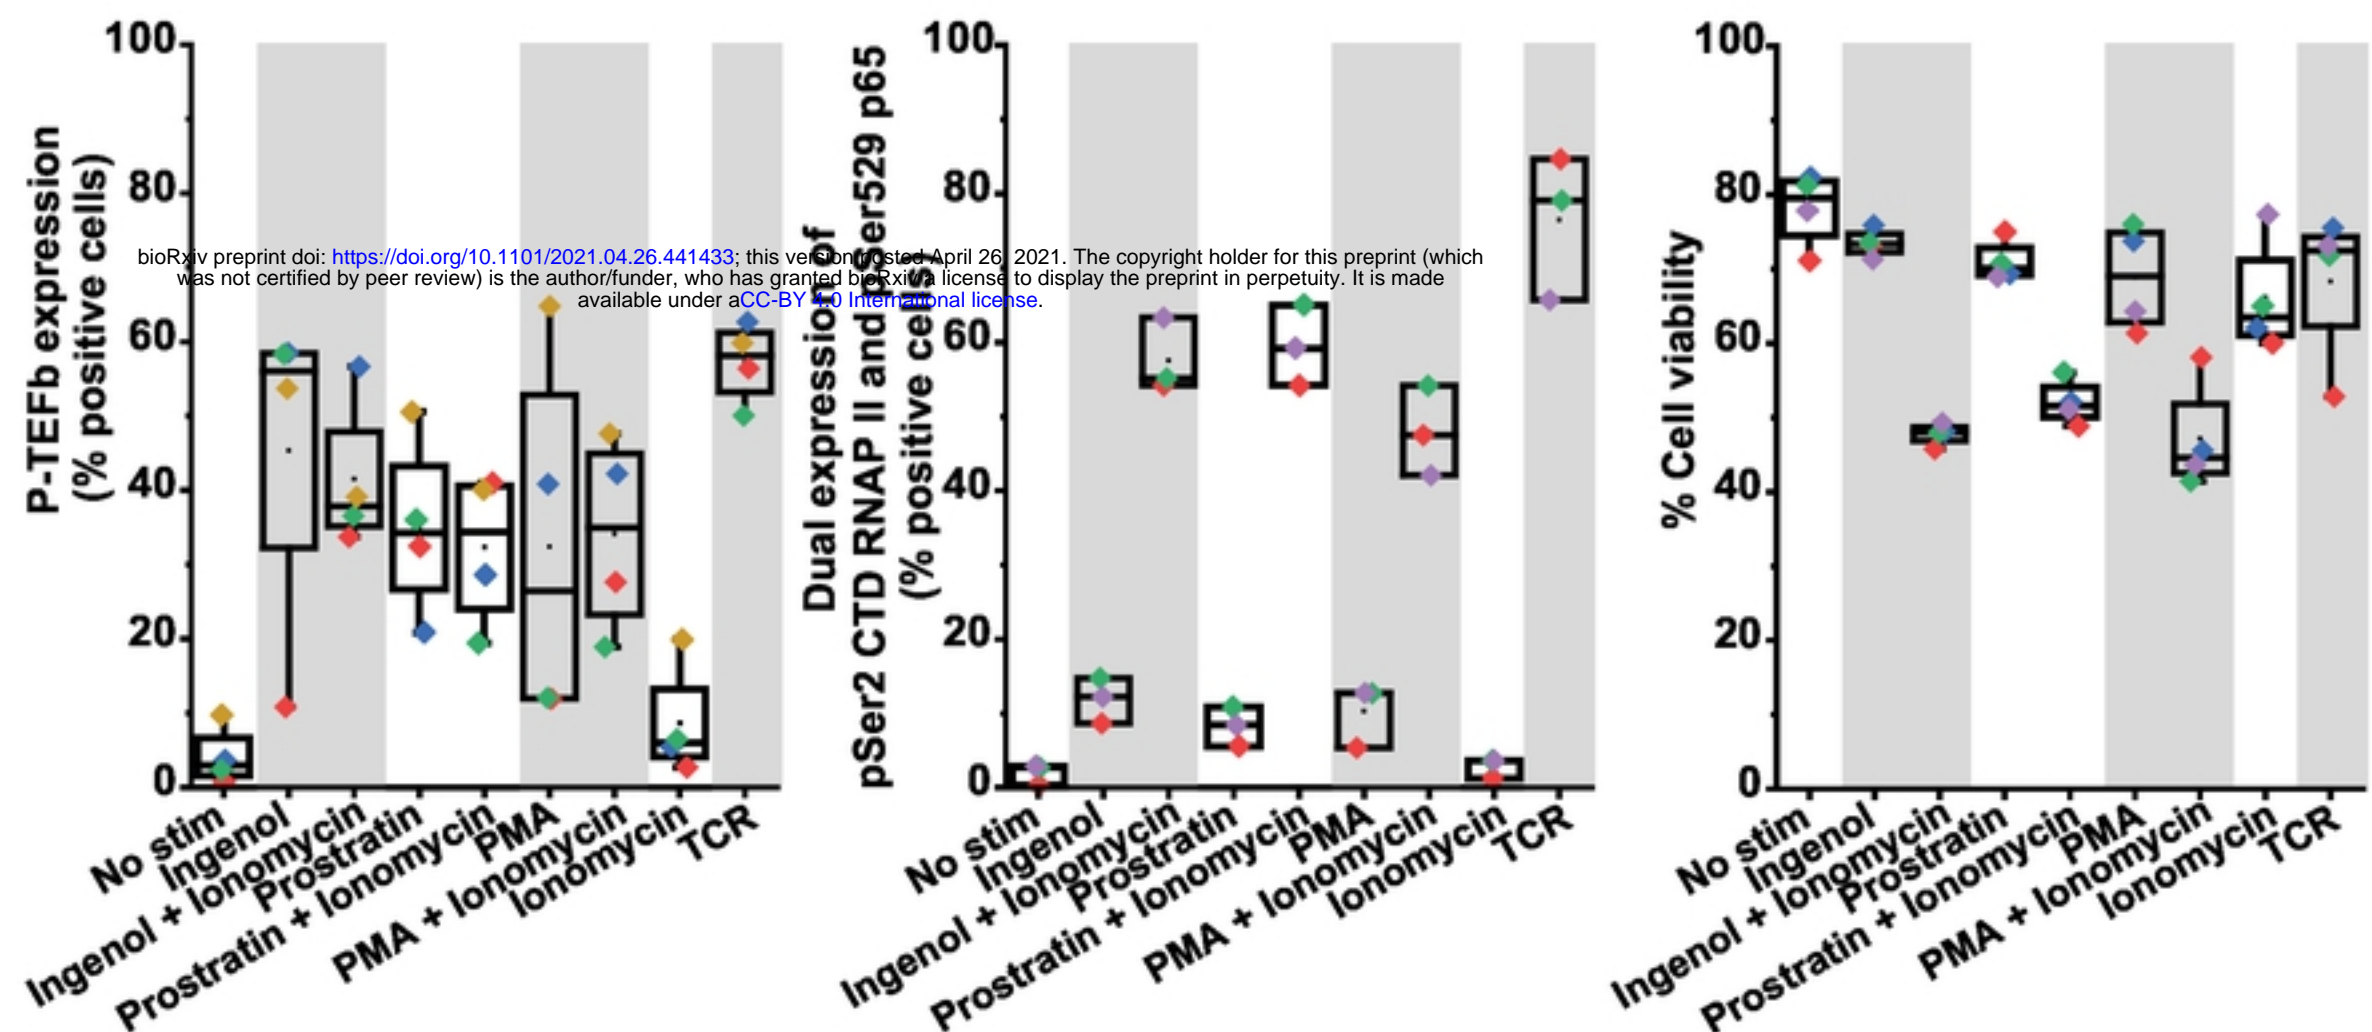 P-TEFb expression
(% positive cells)
100
80
60
40
20
0
No stim
Ingenol
Ingenol + Ionomycin
Prostratin
Prostratin + Ionomycin
PMA
PMA + Ionomycin
Ionomycin
TCR
Dual expression of
pSer2 CTD RNAP II and pSer529 p65
(% positive cells)
100
80
60
40
20
0
No stim
Ingenol
Ingenol + Ionomycin
Prostratin
Prostratin + Ionomycin
PMA
PMA + Ionomycin
Ionomycin
TCR
% Cell viability
100
80
60
40
20
0
No stim
Ingenol
Ingenol + Ionomycin
Prostratin
Prostratin + Ionomycin
PMA
PMA + Ionomycin
Ionomycin
TCR
bioRxiv preprint doi: https://doi.org/10.1101/2021.04.26.441433; this version posted April 26, 2021. The copyright holder for this preprint (which
was not certified by peer review) is the author/funder, who has granted bioRxiv a license to display the preprint in perpetuity. It is made
available under aCC-BY 4.0 International license.